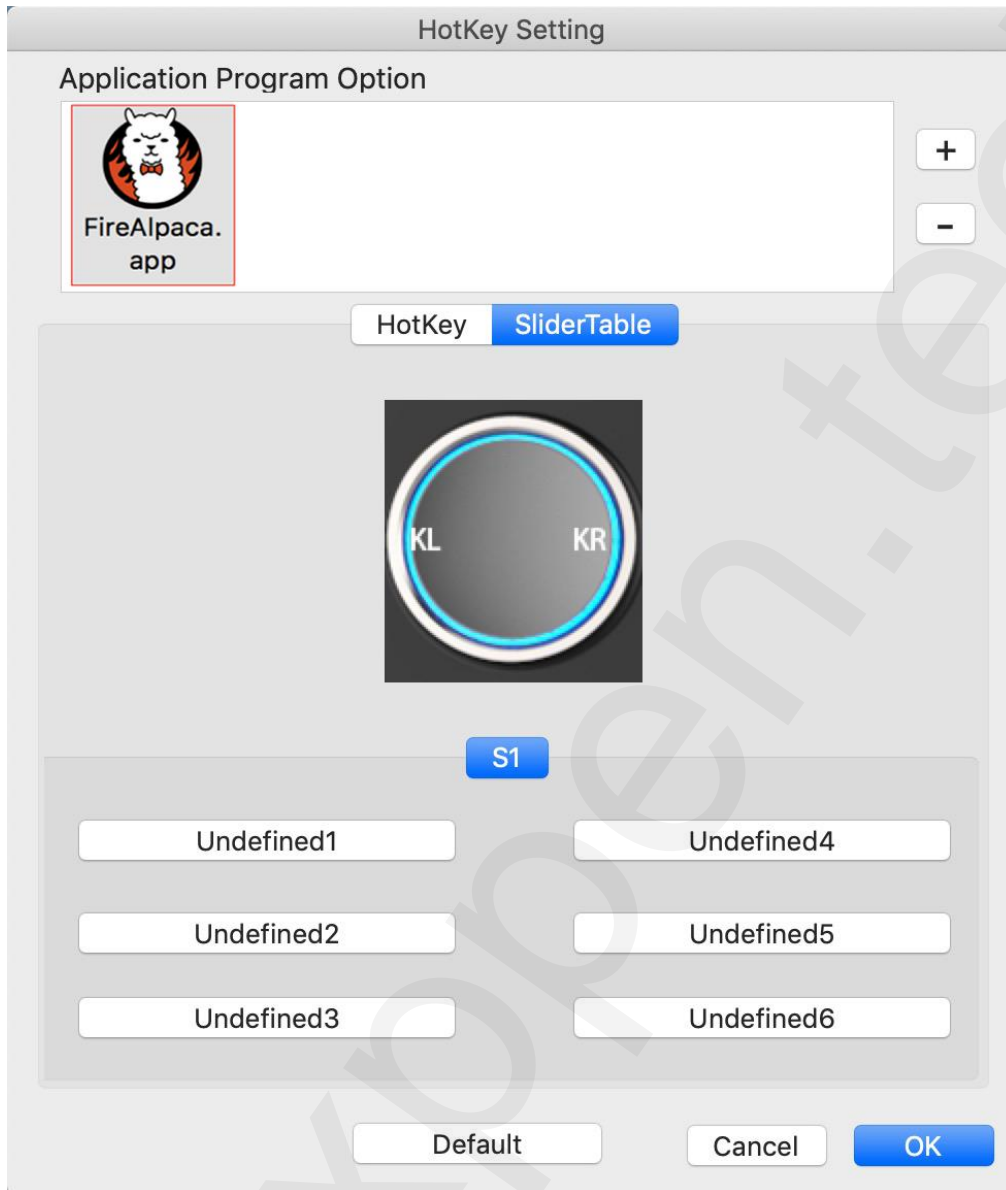 HotKey Setting
Application Program Option
FireAlpaca.
app
+
-
HotKey SliderTable
KL KR
S1
Undefined1 Undefined4
Undefined2 Undefined5
Undefined3 Undefined6
Default Cancel OK